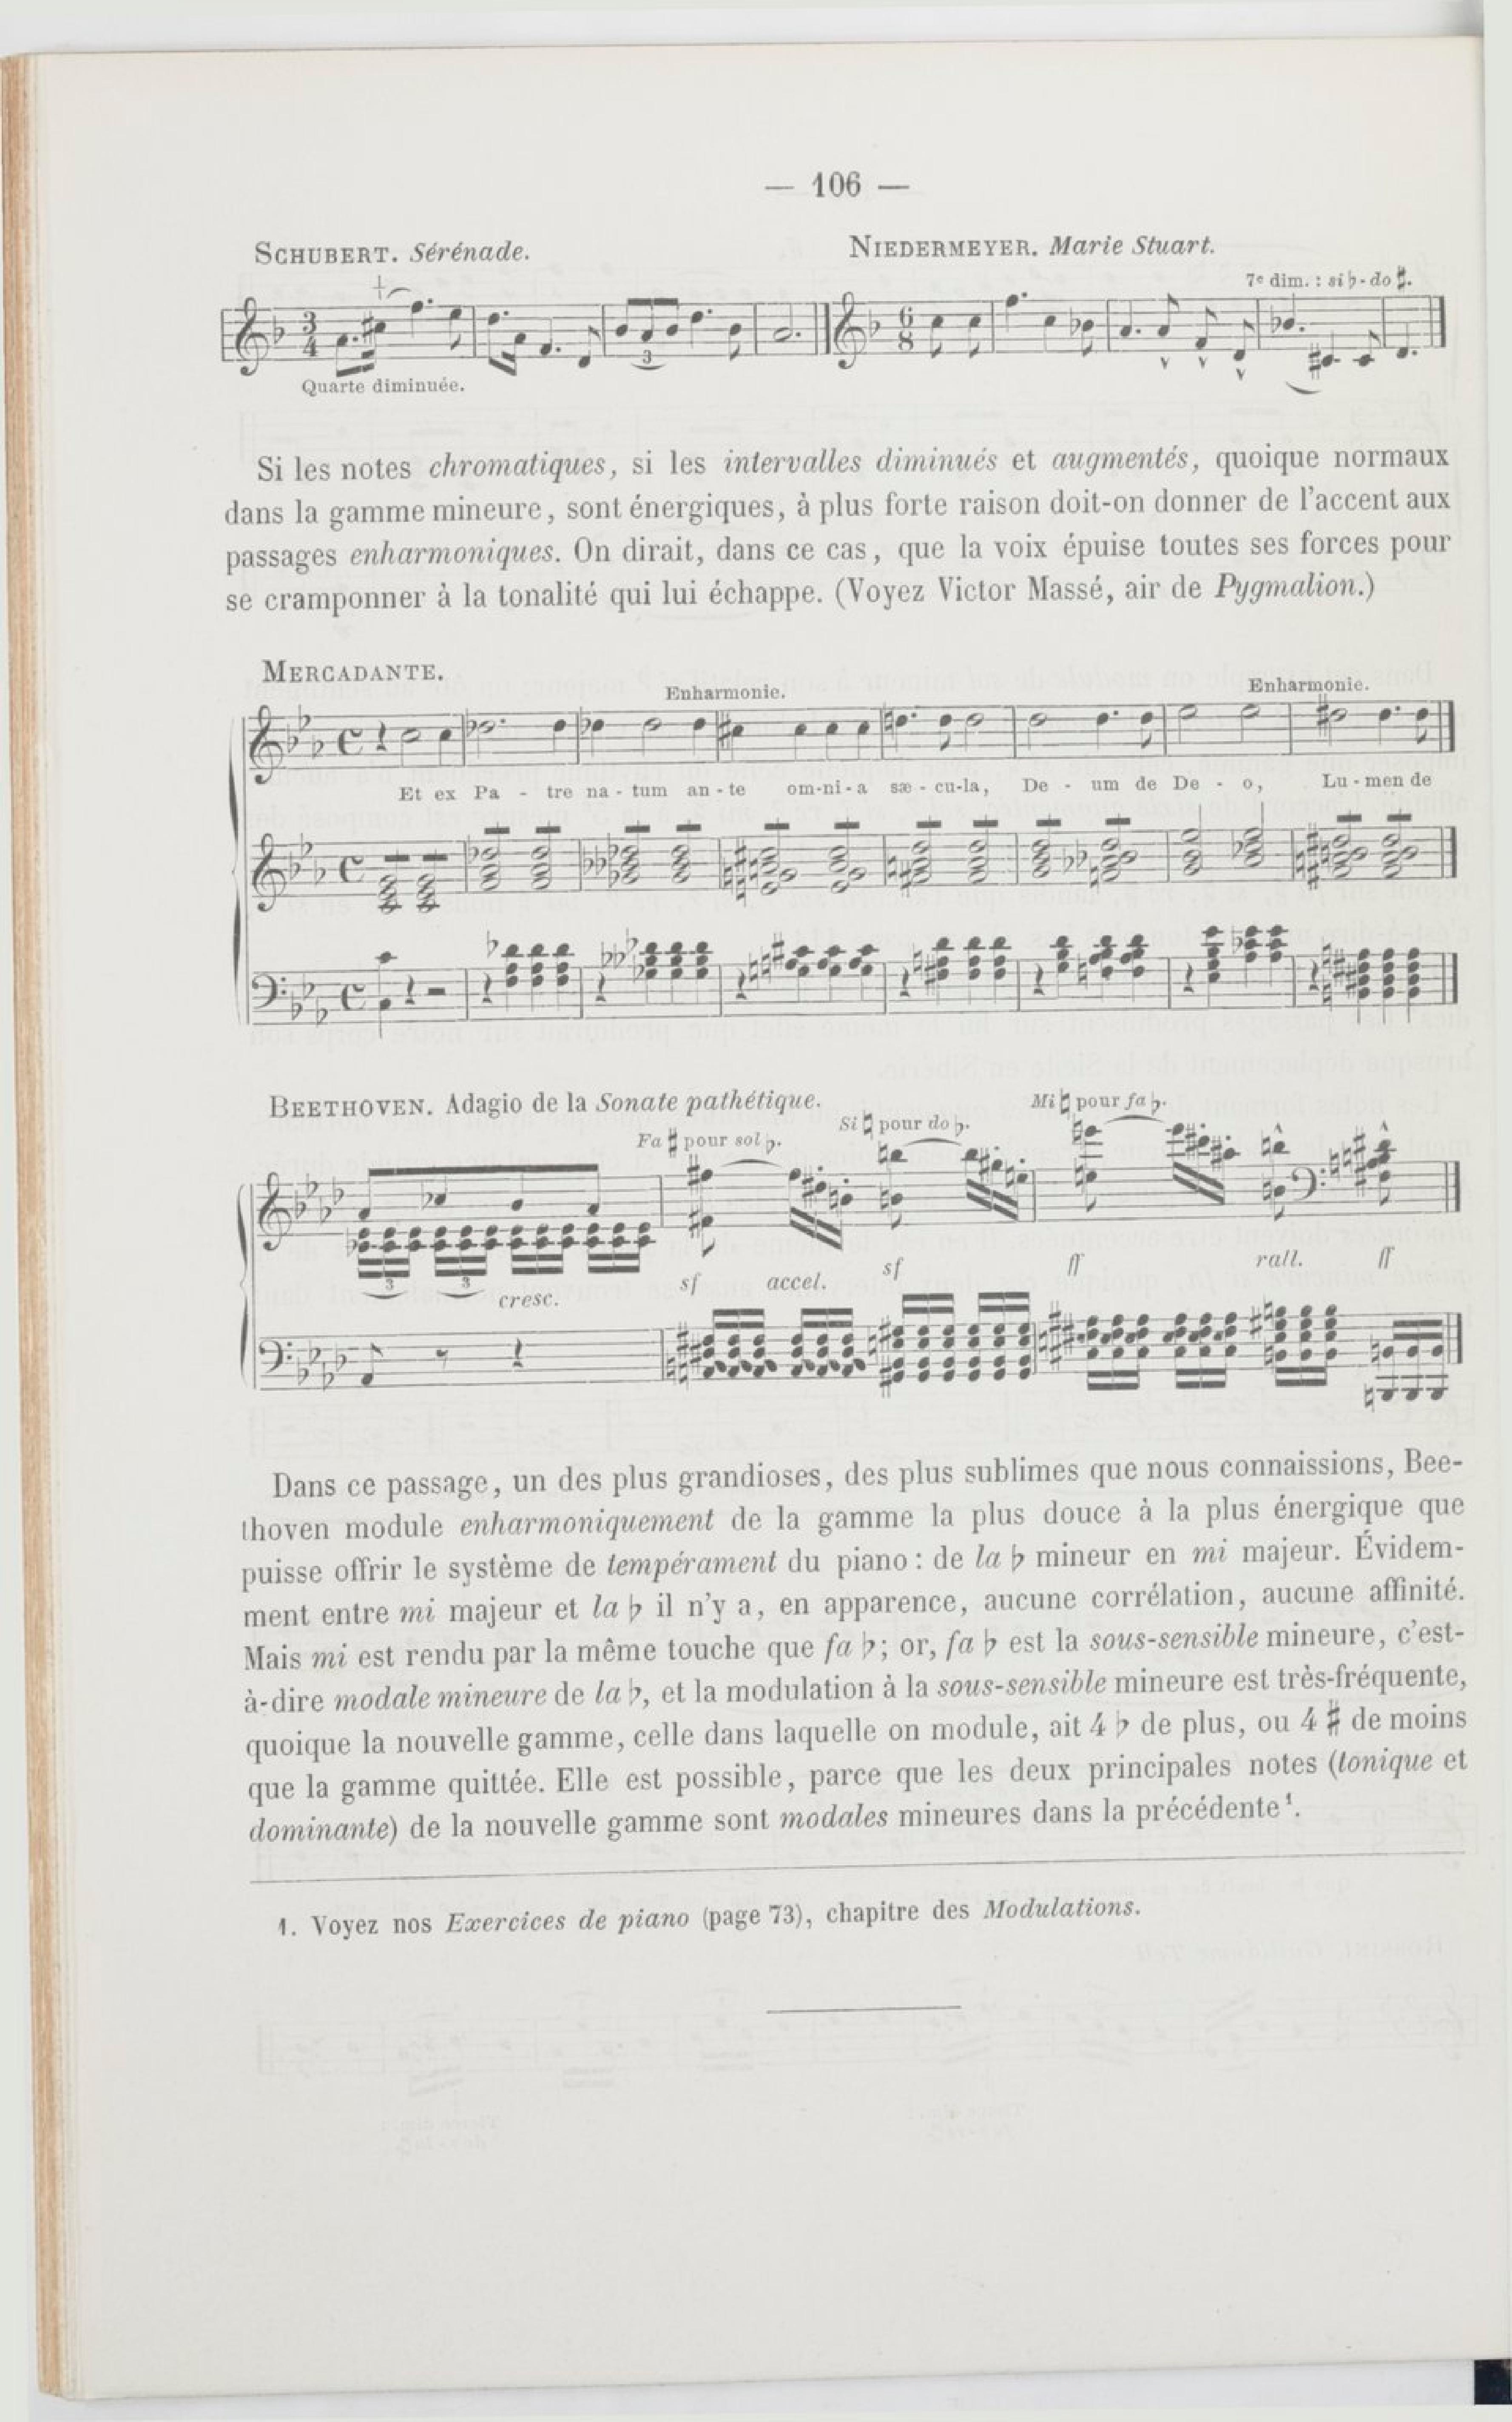 — 106 —
SCHUBERT. Sérénade.
NIEDERMEYER. Marie Stuart.
7e dim. : si ♭ - do ♯.
3
4
3
6
8
Quarte diminuée.
Si les notes chromatiques, si les intervalles diminués et augmentés, quoique normaux
dans la gamme mineure, sont énergiques, à plus forte raison doit-on donner de l'accent aux
passages enharmoniques. On dirait, dans ce cas, que la voix épuise toutes ses forces pour
se cramponner à la tonalité qui lui échappe. (Voyez Victor Massé, air de Pygmalion.)
MERCADANTE.
Enharmonie.
Enharmonie.
Et ex Pa - tre na - tum an - te om-ni-a sæ - cu-la, De - um de De - o, Lu - men de
BEETHOVEN. Adagio de la Sonate pathétique.
Fa ♯ pour sol ♭.
Si ♮ pour do ♭.
Mi ♮ pour fa ♭.
3 3
cresc.
sf accel. sf ff rall. ff
Dans ce passage, un des plus grandioses, des plus sublimes que nous connaissions, Bee-
thoven module enharmoniquement de la gamme la plus douce à la plus énergique que
puisse offrir le système de tempérament du piano : de la ♭ mineur en mi majeur. Évidem-
ment entre mi majeur et la ♭ il n'y a, en apparence, aucune corrélation, aucune affinité.
Mais mi est rendu par la même touche que fa ♭; or, fa ♭ est la sous-sensible mineure, c'est-
à-dire modale mineure de la ♭, et la modulation à la sous-sensible mineure est très-fréquente,
quoique la nouvelle gamme, celle dans laquelle on module, ait 4 ♭ de plus, ou 4 ♯ de moins
que la gamme quittée. Elle est possible, parce que les deux principales notes (tonique et
dominante) de la nouvelle gamme sont modales mineures dans la précédente¹.
1. Voyez nos Exercices de piano (page 73), chapitre des Modulations.